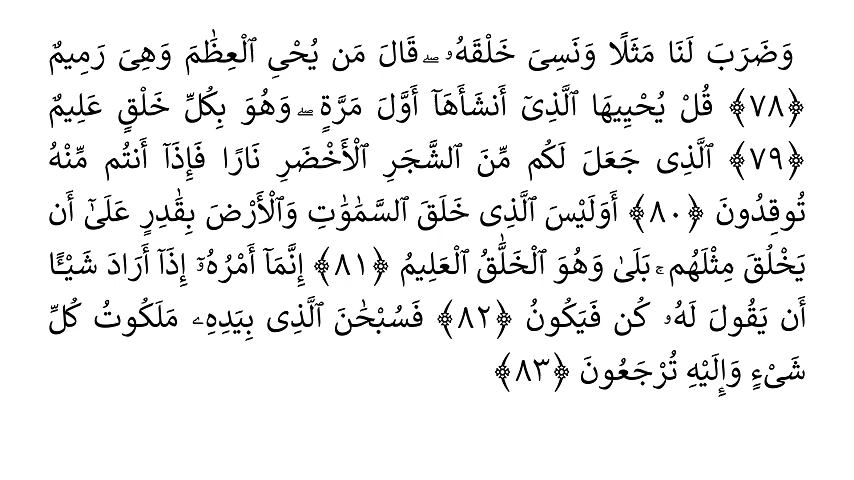 وَضَرَبَ لَنَا مَثَلًا وَنَسِىَ خَلْقَهُۥ ۖ قَالَ مَن يُحْىِ ٱلْعِظَٰمَ وَهِىَ رَمِيمٌ
﴿٧٨﴾ قُلْ يُحْيِيهَا ٱلَّذِىٓ أَنشَأَهَآ أَوَّلَ مَرَّةٍ ۖ وَهُوَ بِكُلِّ خَلْقٍ عَلِيمٌ
﴿٧٩﴾ ٱلَّذِى جَعَلَ لَكُم مِّنَ ٱلشَّجَرِ ٱلْأَخْضَرِ نَارًا فَإِذَآ أَنتُم مِّنْهُ
تُوقِدُونَ ﴿٨٠﴾ أَوَلَيْسَ ٱلَّذِى خَلَقَ ٱلسَّمَٰوَٰتِ وَٱلْأَرْضَ بِقَٰدِرٍ عَلَىٰٓ أَن
يَخْلُقَ مِثْلَهُم ۚ بَلَىٰ وَهُوَ ٱلْخَلَّٰقُ ٱلْعَلِيمُ ﴿٨١﴾ إِنَّمَآ أَمْرُهُۥٓ إِذَآ أَرَادَ شَيْـًٔا
أَن يَقُولَ لَهُۥ كُن فَيَكُونُ ﴿٨٢﴾ فَسُبْحَٰنَ ٱلَّذِى بِيَدِهِۦ مَلَكُوتُ كُلِّ
شَىْءٍ وَإِلَيْهِ تُرْجَعُونَ ﴿٨٣﴾